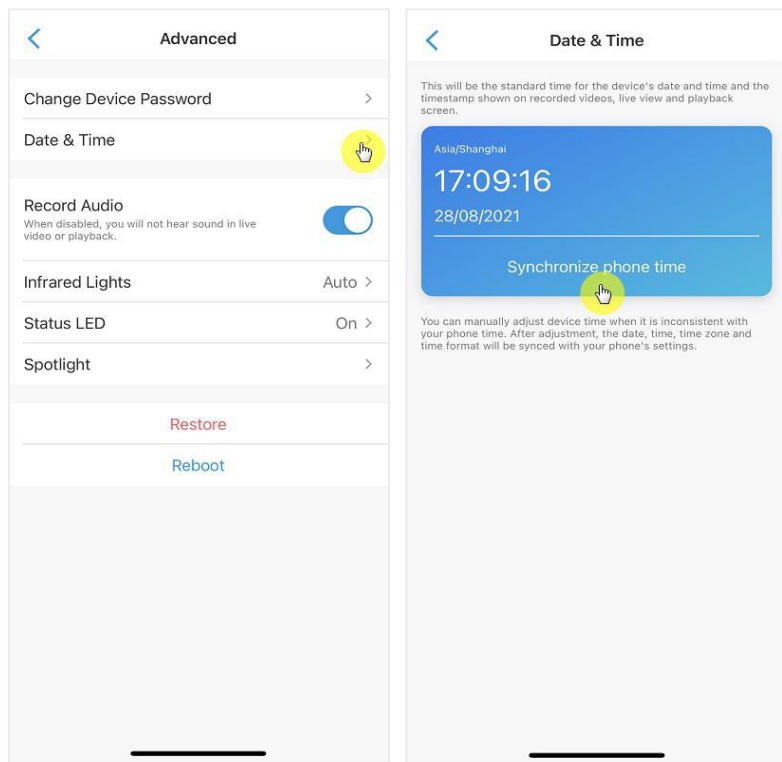 Advanced
Change Device Password
Date & Time
Record Audio
When disabled, you will not hear sound in live
video or playback.
Infrared Lights Auto
Status LED On
Spotlight
Restore
Reboot
Date & Time
This will be the standard time for the device's date and time and the
timestamp shown on recorded videos, live view and playback
screen.
Asia/Shanghai
17:09:16
28/08/2021
Synchronize phone time
You can manually adjust device time when it is inconsistent with
your phone time. After adjustment, the date, time, time zone and
time format will be synced with your phone's settings.